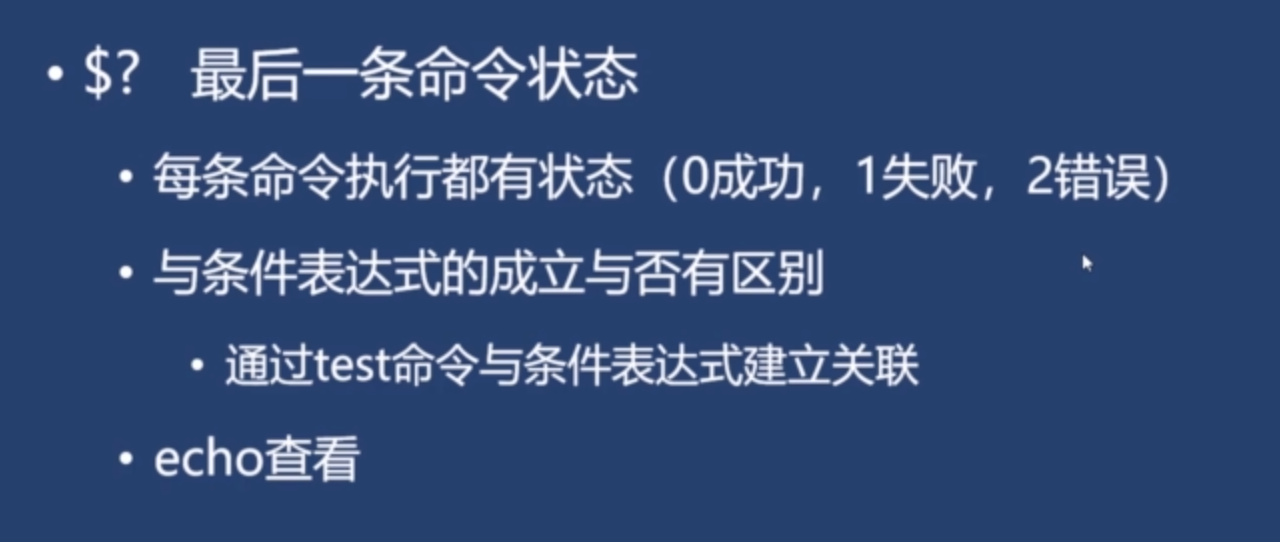 • $? 最后一条命令状态
• 每条命令执行都有状态（0成功，1失败，2错误）
• 与条件表达式的成立与否有区别
• 通过test命令与条件表达式建立关联
• echo查看